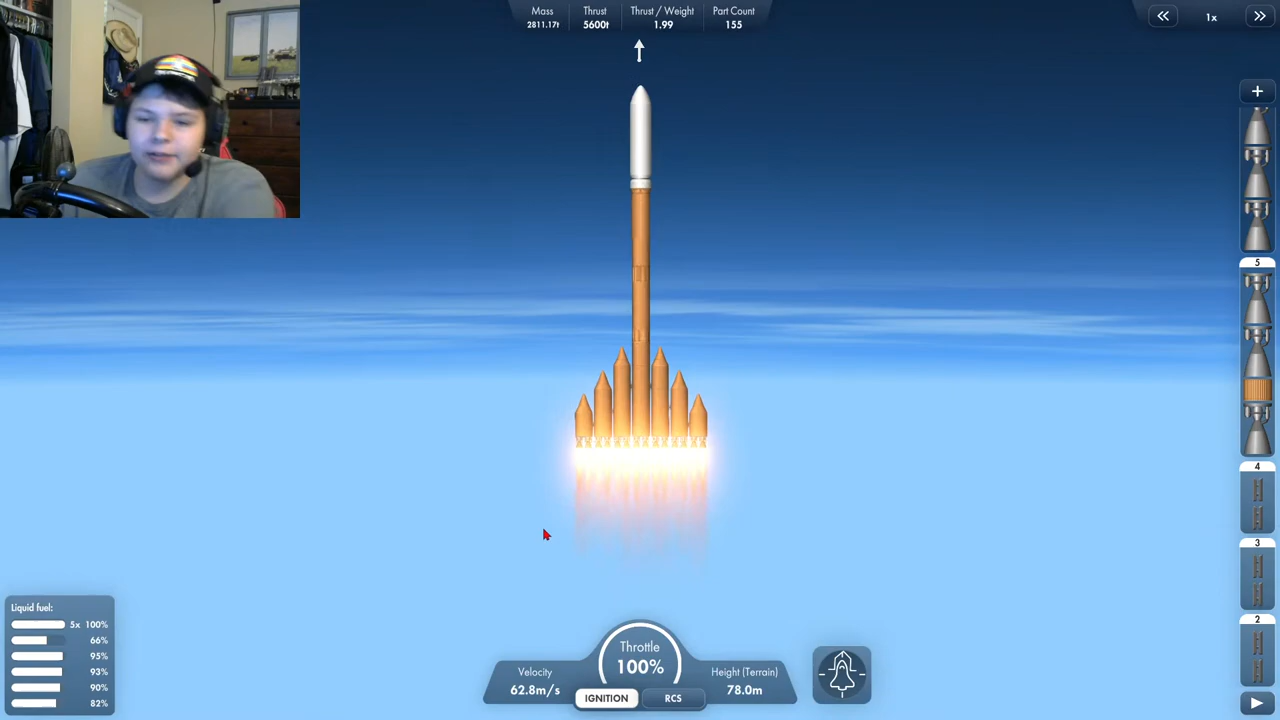 Mass
2811.17t
Thrust
5600t
Thrust / Weight
1.99
Part Count
155
1x
5
4
3
2
Liquid fuel:
5x 100%
66%
95%
93%
90%
82%
Throttle
100%
Velocity
62.8m/s
Height (Terrain)
78.0m
IGNITION
RCS